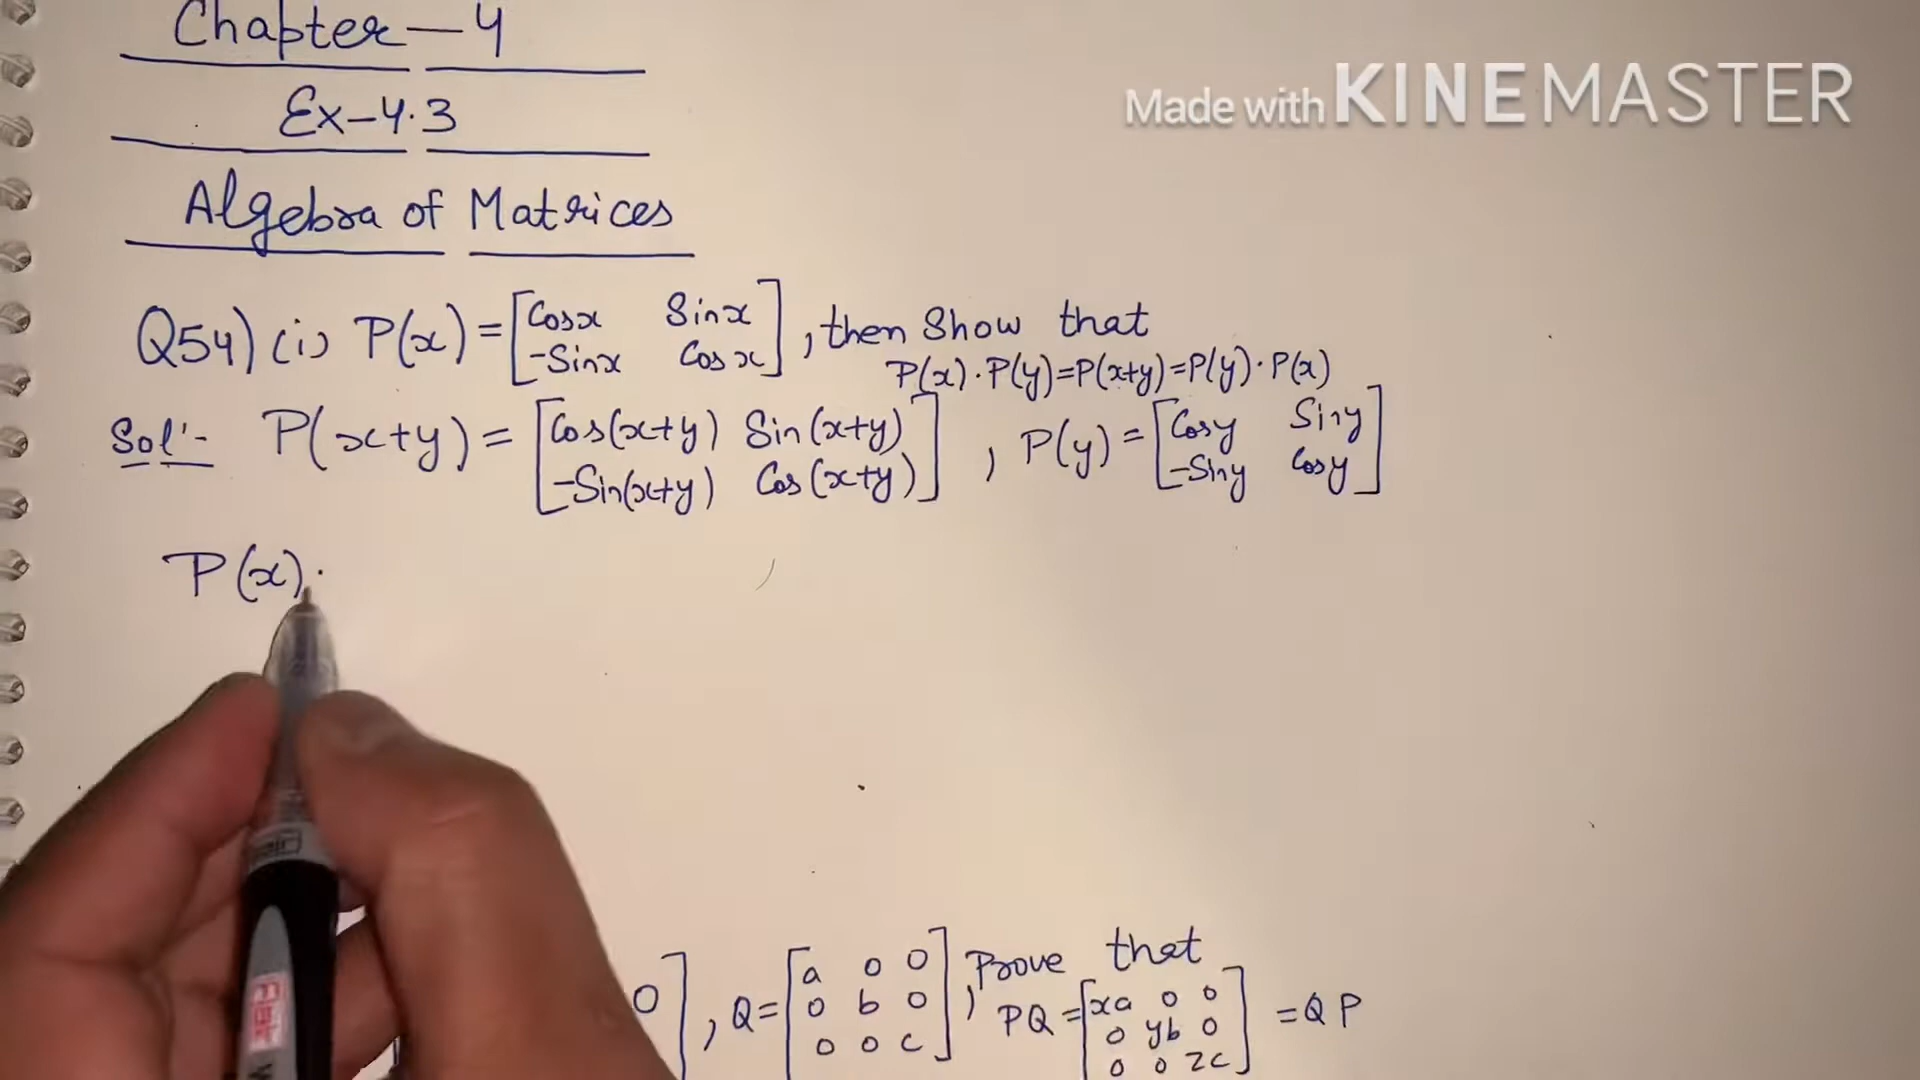 Chapter-4
Made with KINEMASTER
Ex-4.3
Algebra of Matrices
Q54) (i) P(x) = [Cosx Sinx
-Sinx Cosx] , then Show that
P(x).P(y)=P(x+y)=P(y).P(x)
Sol:- P(x+y) = [Cos(x+y) Sin(x+y)
-Sin(x+y) Cos(x+y)] , P(y) = [Cosy Siny
-Siny Cosy]
P(x).
0] , Q= [a 0 0
0 b 0
0 0 c] , Prove that
PQ = [xa 0 0
0 yb 0
0 0 zc] = QP